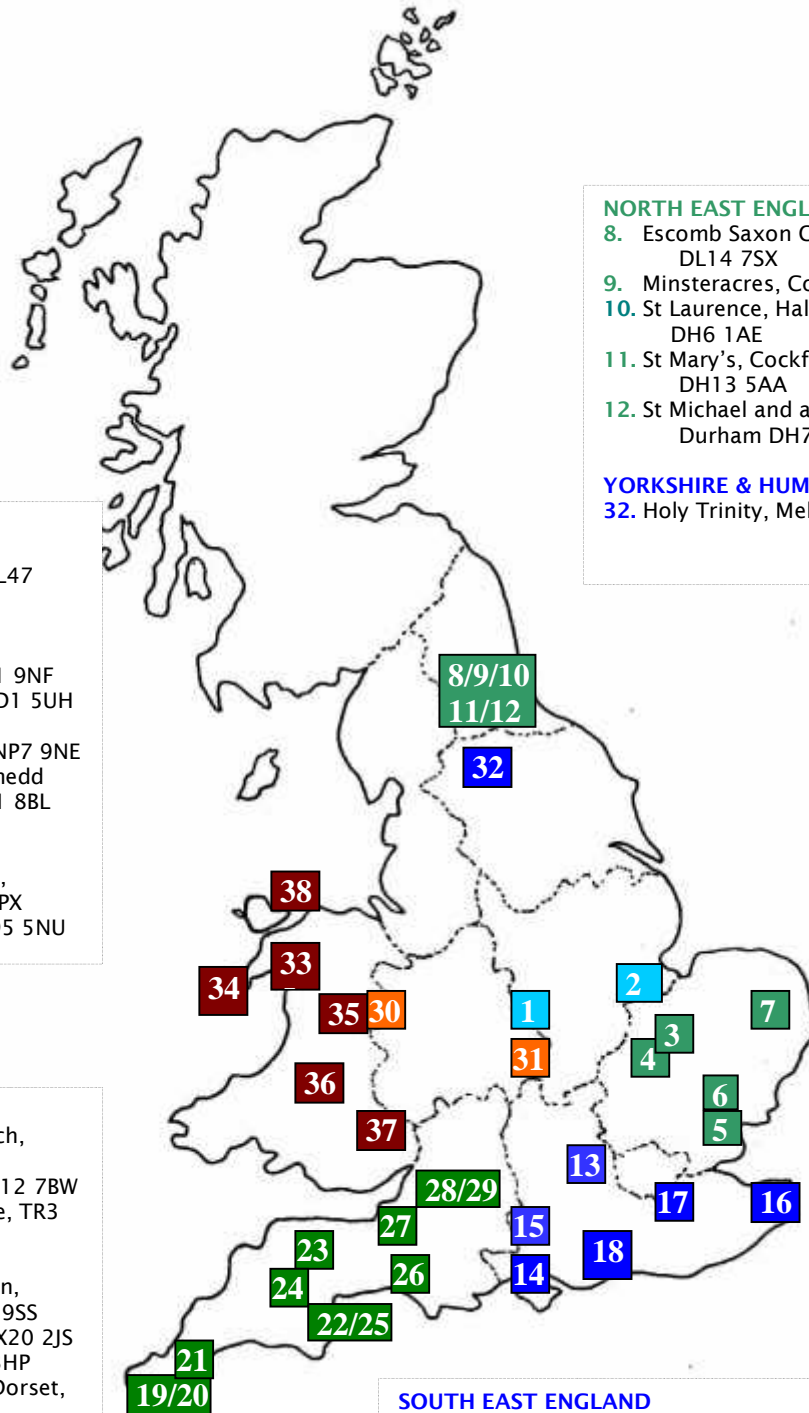 NORTH EAST ENGL
8. Escomb Saxon C
DL14 7SX
9. Minsteracres, Co
10. St Laurence, Hal
DH6 1AE
11. St Mary's, Cockf
DH13 5AA
12. St Michael and a
Durham DH7
YORKSHIRE & HUM
32. Holy Trinity, Mel
L47
9NF
D1 5UH
NP7 9NE
nedd
8BL
,
PX
5NU
8/9/10
11/12
32
38
33
34
35
30
1
2
7
3
4
31
36
6
5
37
13
28/29
17
16
27
15
18
23
26
14
24
22/25
21
19/20
ch,
12 7BW
e, TR3
n,
9SS
X20 2JS
HP
Dorset,
SOUTH EAST ENGLAND